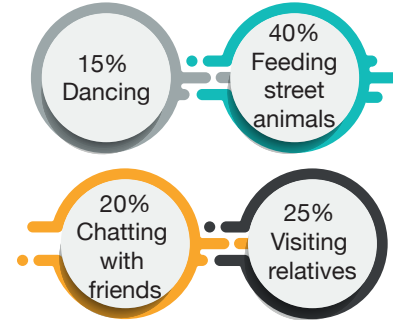 15%
Dancing
40%
Feeding
street
animals
20%
Chatting
with
friends
25%
Visiting
relatives